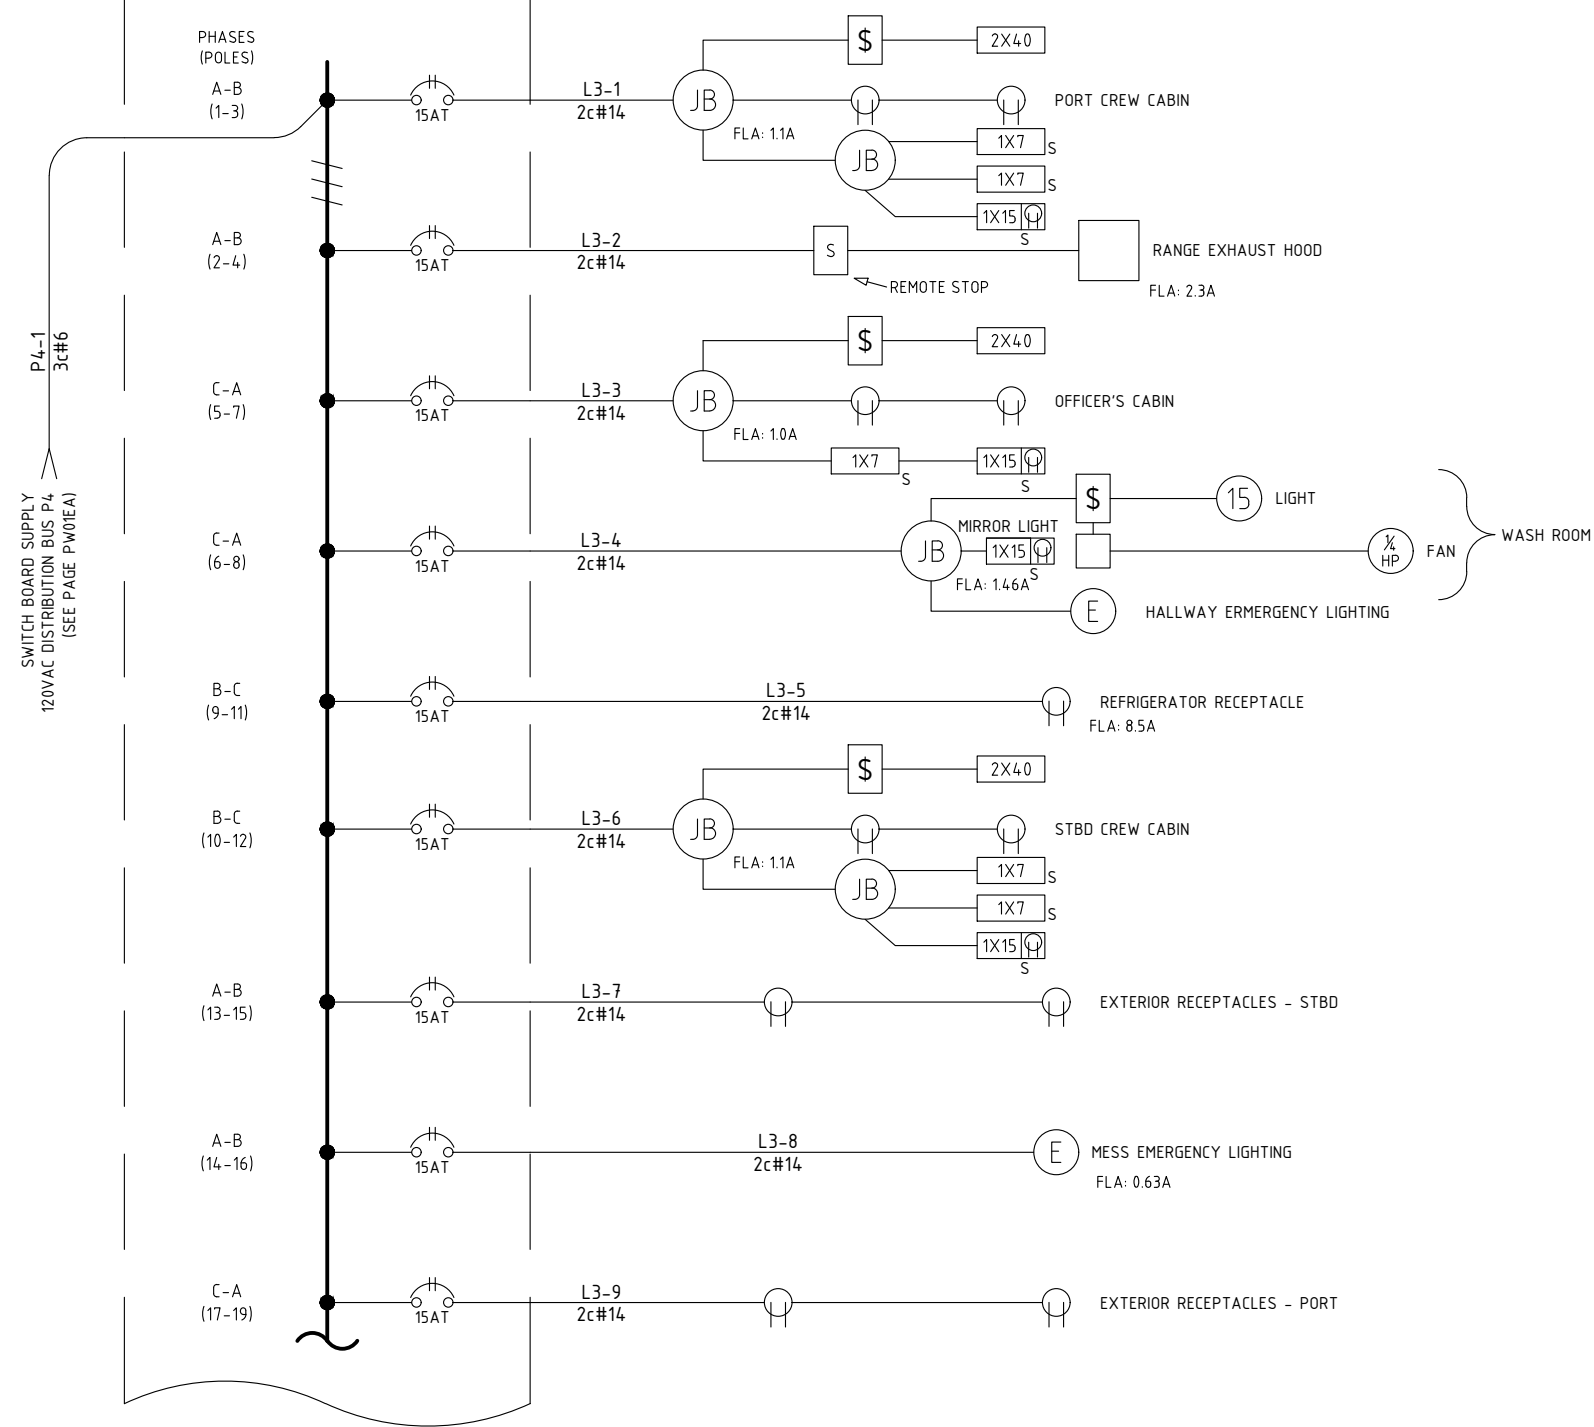 PHASES
(POLES)
A-B
(1-3)
15AT
L3-1
2c#14
JB
FLA: 1.1A
$
2X40
PORT CREW CABIN
JB
1X7
S
1X7
S
1X15
S
A-B
(2-4)
15AT
L3-2
2c#14
S
REMOTE STOP
RANGE EXHAUST HOOD
FLA: 2.3A
P4-1
3c#6
SWITCH BOARD SUPPLY
120VAC DISTRIBUTION BUS P4
(SEE PAGE PW01EA)
C-A
(5-7)
15AT
L3-3
2c#14
JB
FLA: 1.0A
$
2X40
OFFICER'S CABIN
1X7
S
1X15
S
C-A
(6-8)
15AT
L3-4
2c#14
JB
FLA: 1.46A
MIRROR LIGHT
1X15
S
$
15
LIGHT
¼
HP
FAN
WASH ROOM
E
HALLWAY ERMERGENCY LIGHTING
B-C
(9-11)
15AT
L3-5
2c#14
REFRIGERATOR RECEPTACLE
FLA: 8.5A
B-C
(10-12)
15AT
L3-6
2c#14
JB
FLA: 1.1A
$
2X40
STBD CREW CABIN
JB
1X7
S
1X7
S
1X15
S
A-B
(13-15)
15AT
L3-7
2c#14
EXTERIOR RECEPTACLES - STBD
A-B
(14-16)
15AT
L3-8
2c#14
E
MESS EMERGENCY LIGHTING
FLA: 0.63A
C-A
(17-19)
15AT
L3-9
2c#14
EXTERIOR RECEPTACLES - PORT